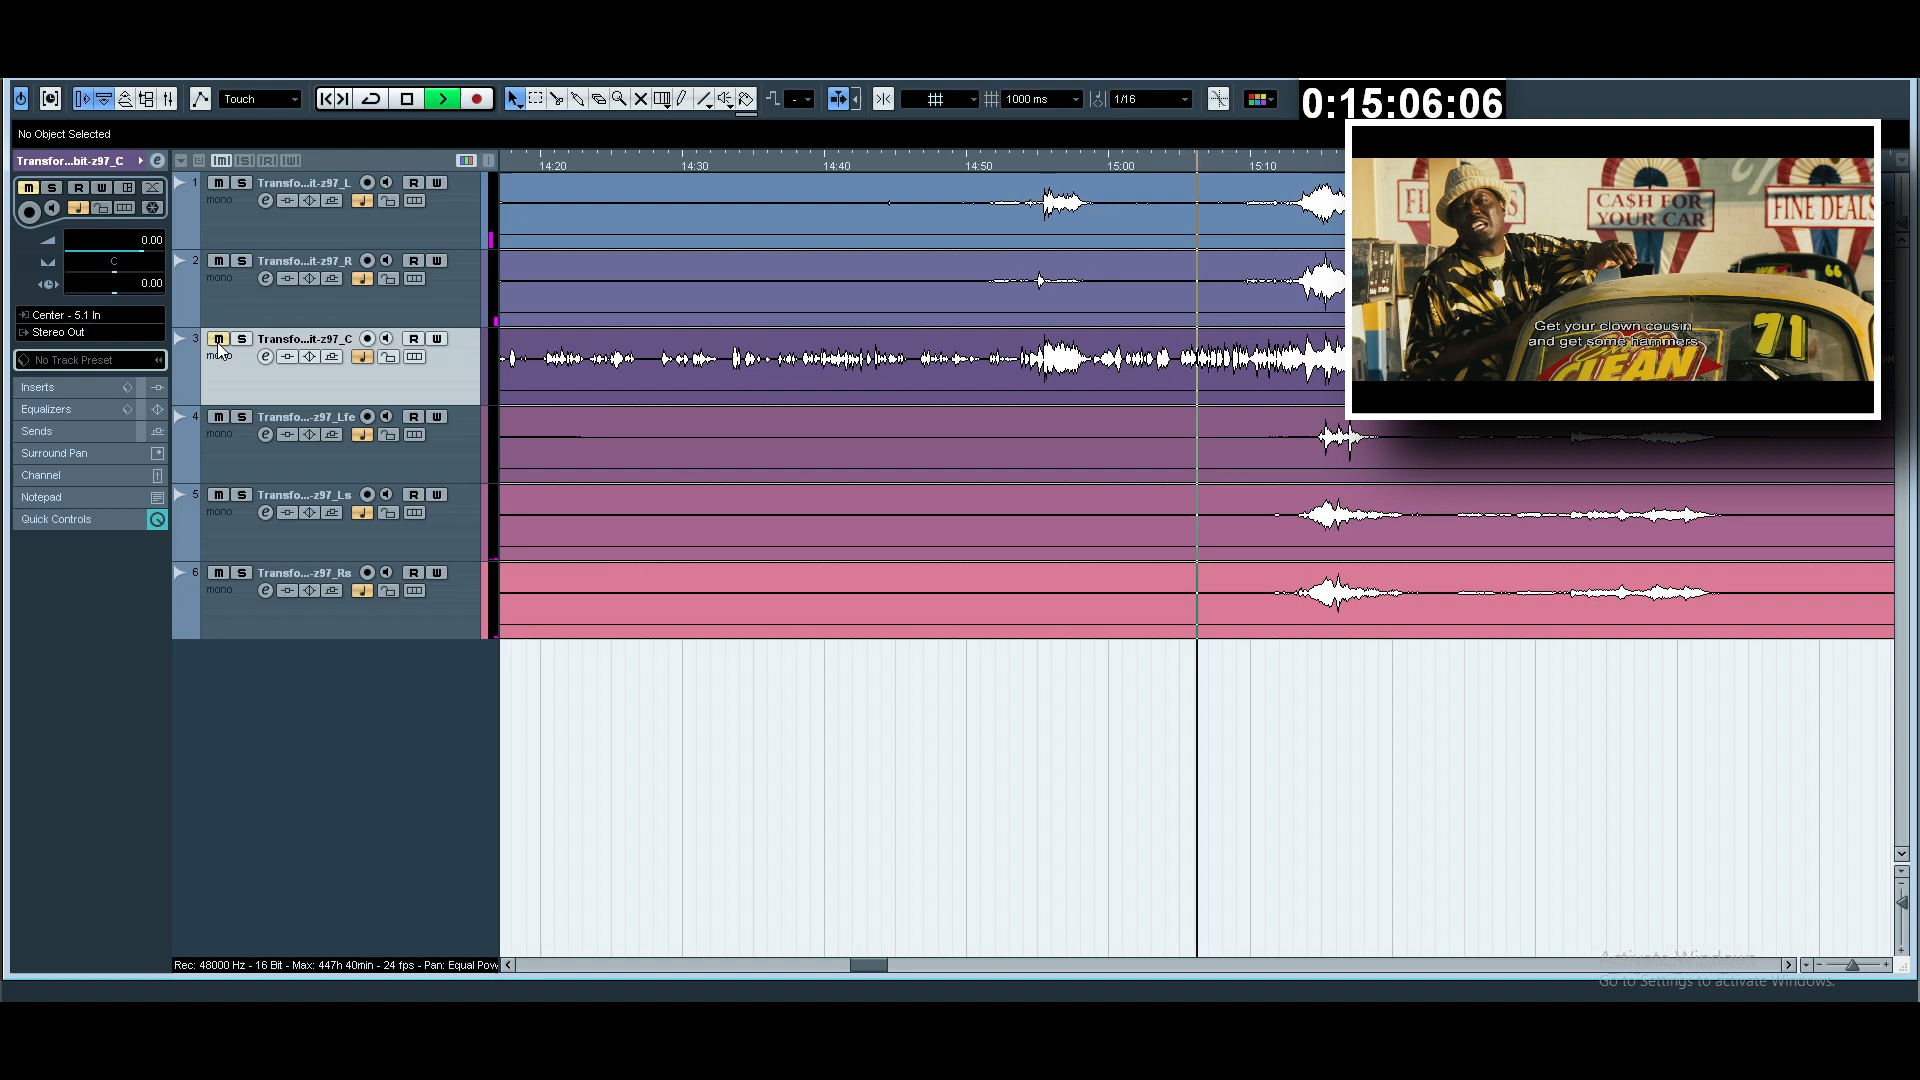 Touch
1000 ms
1/16
0:15:06:06
No Object Selected
Transfor...bit-z97_C
14:20 14:30 14:40 14:50 15:00 15:10
m S R W
0.00
C
0.00
Center - 5.1 In
Stereo Out
No Track Preset
Inserts
Equalizers
Sends
Surround Pan
Channel
Notepad
Quick Controls
1 m S Transfo...it-z97_L R W
mono
2 m S Transfo...it-z97_R R W
mono
3 m S Transfo...it-z97_C R W
mono
4 m S Transfo...-z97_Lfe R W
mono
5 m S Transfo...-z97_Ls R W
mono
6 m S Transfo...-z97_Rs R W
mono
CA$H FOR
YOUR CAR
FINE DEALS
71
CLEAN
Get your clown cousin
and get some hammers
Rec: 48000 Hz - 16 Bit - Max: 447h 40min - 24 fps - Pan: Equal Pow
Activate Windows
Go to Settings to activate Windows.